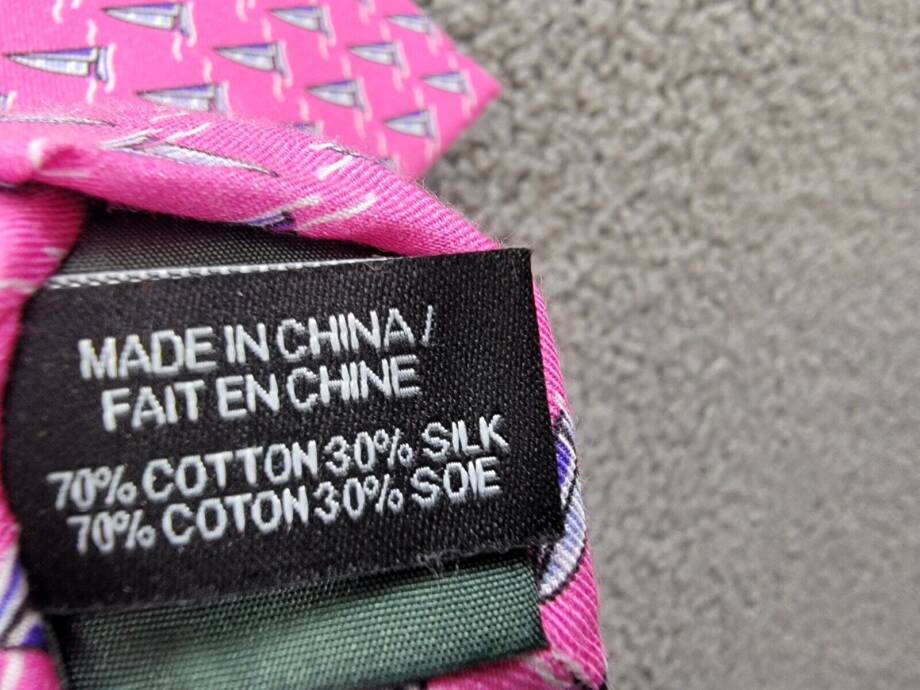 MADE IN CHINA/
FAIT EN CHINE
70% COTTON 30% SILK
70% COTON 30% SOIE